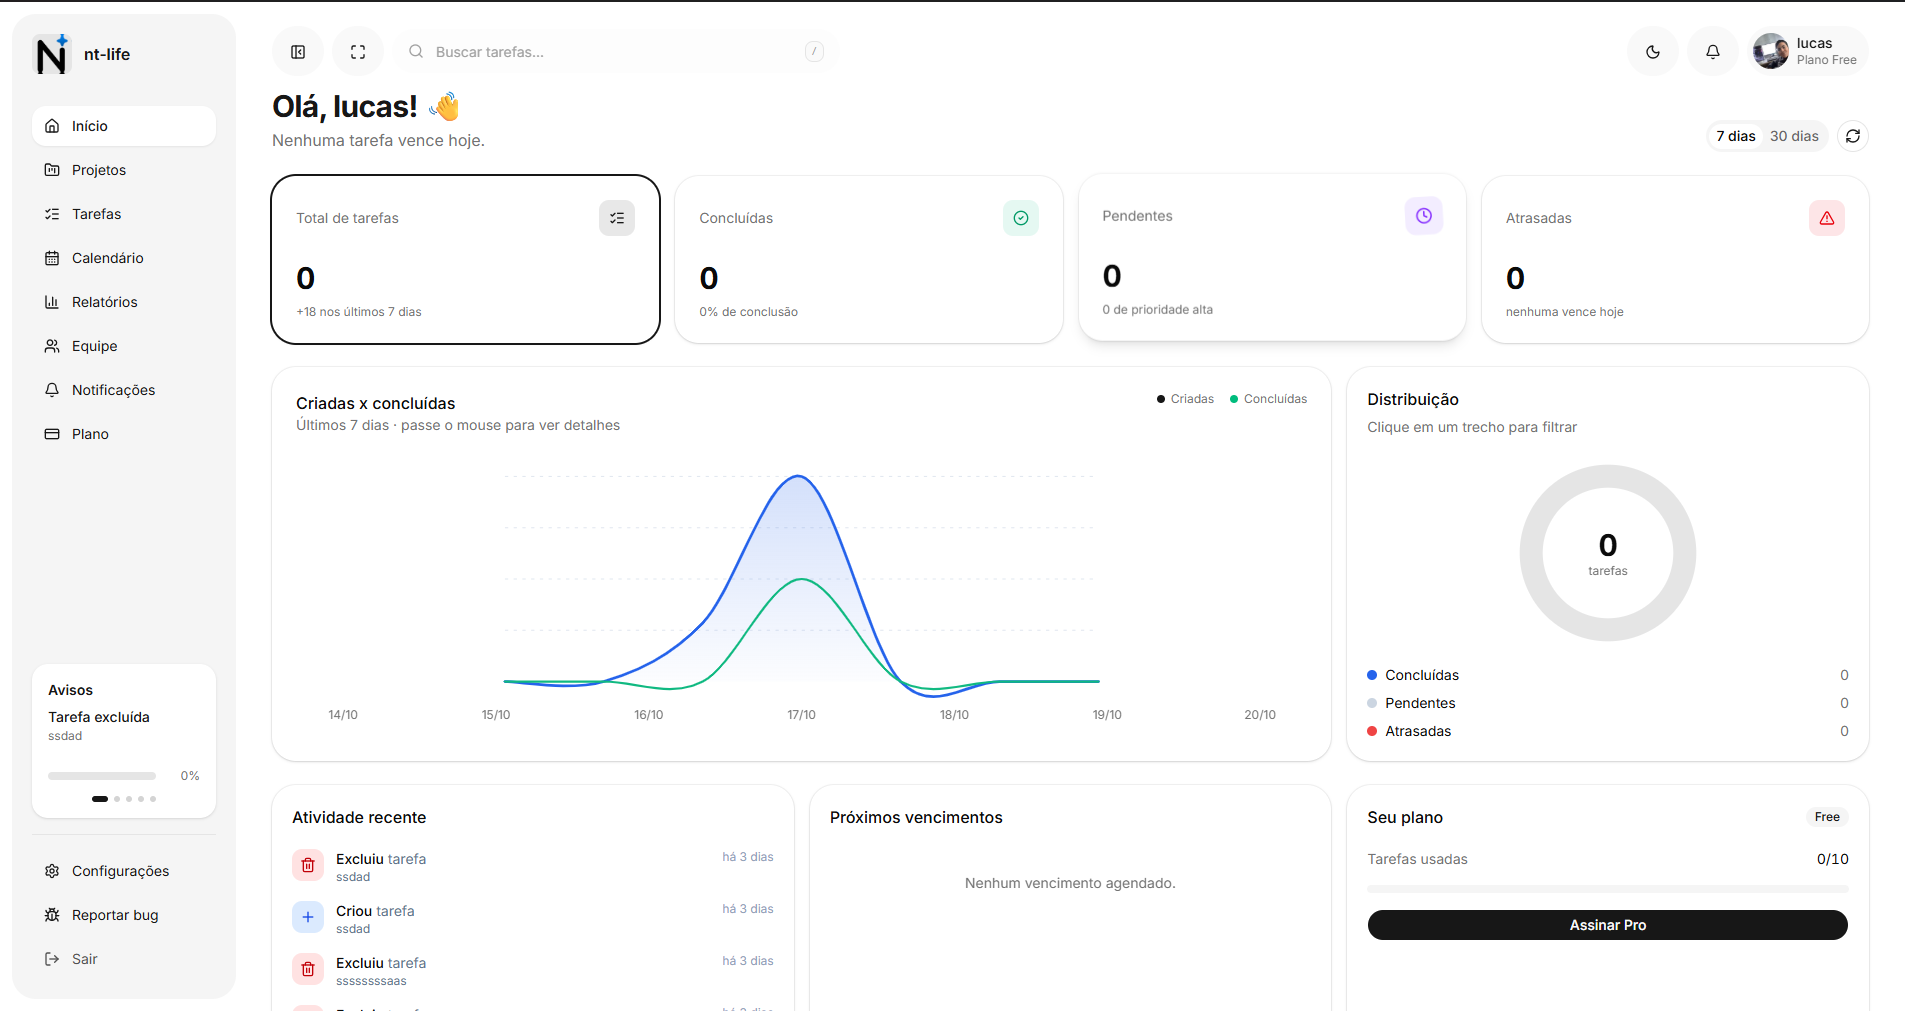 nt-life
Início
Projetos
Tarefas
Calendário
Relatórios
Equipe
Notificações
Plano
Avisos
Tarefa excluída
ssdad
0%
Configurações
Reportar bug
Sair
Buscar tarefas...
/
lucas
Plano Free
Olá, lucas! 👋
Nenhuma tarefa vence hoje.
7 dias
30 dias
Total de tarefas
0
+18 nos últimos 7 dias
Concluídas
0
0% de conclusão
Pendentes
0
0 de prioridade alta
Atrasadas
0
nenhuma vence hoje
Criadas x concluídas
Últimos 7 dias · passe o mouse para ver detalhes
Criadas
Concluídas
14/10
15/10
16/10
17/10
18/10
19/10
20/10
Distribuição
Clique em um trecho para filtrar
0
tarefas
Concluídas 0
Pendentes 0
Atrasadas 0
Atividade recente
Excluiu tarefa
há 3 dias
ssdad
Criou tarefa
há 3 dias
ssdad
Excluiu tarefa
há 3 dias
ssssssssaas
Próximos vencimentos
Nenhum vencimento agendado.
Seu plano
Free
Tarefas usadas
0/10
Assinar Pro